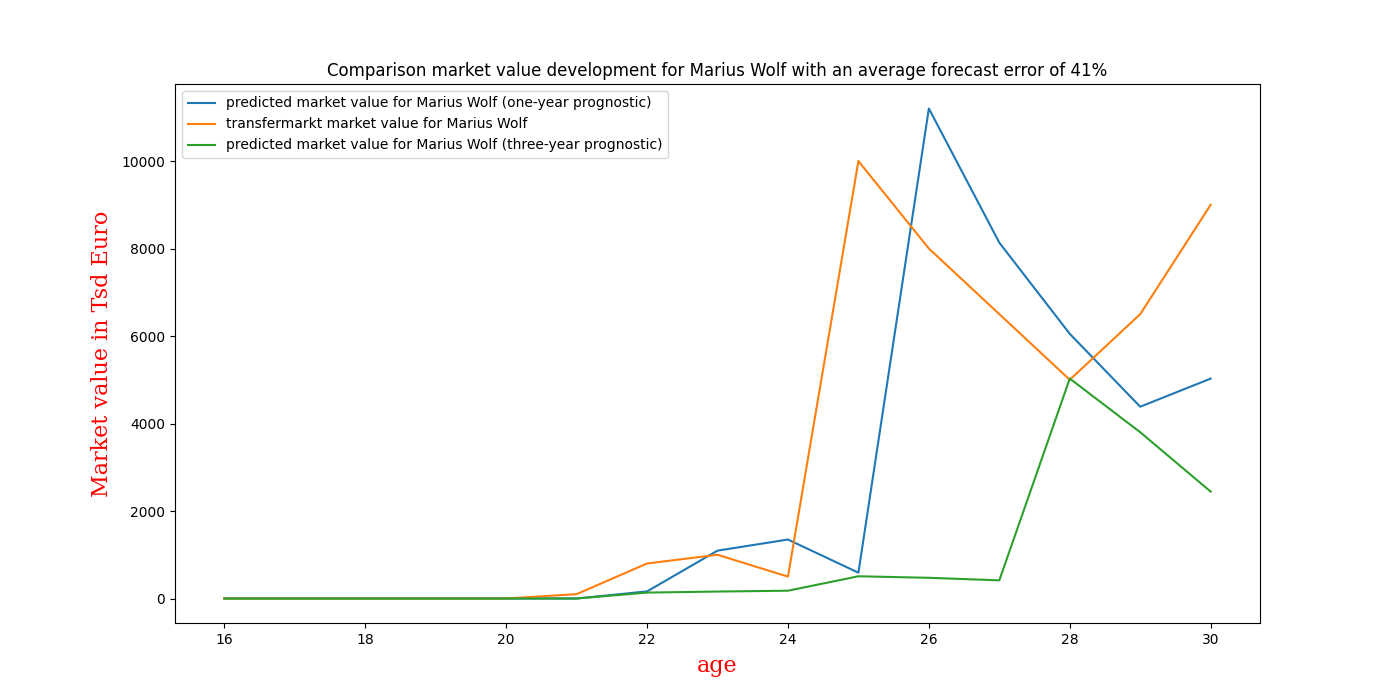 Comparison market value development for Marius Wolf with an average forecast error of 41%
predicted market value for Marius Wolf (one-year prognostic)
transfermarkt market value for Marius Wolf
predicted market value for Marius Wolf (three-year prognostic)
10000
8000
6000
4000
2000
0
Market value in Tsd Euro
16 18 20 22 24 26 28 30
age